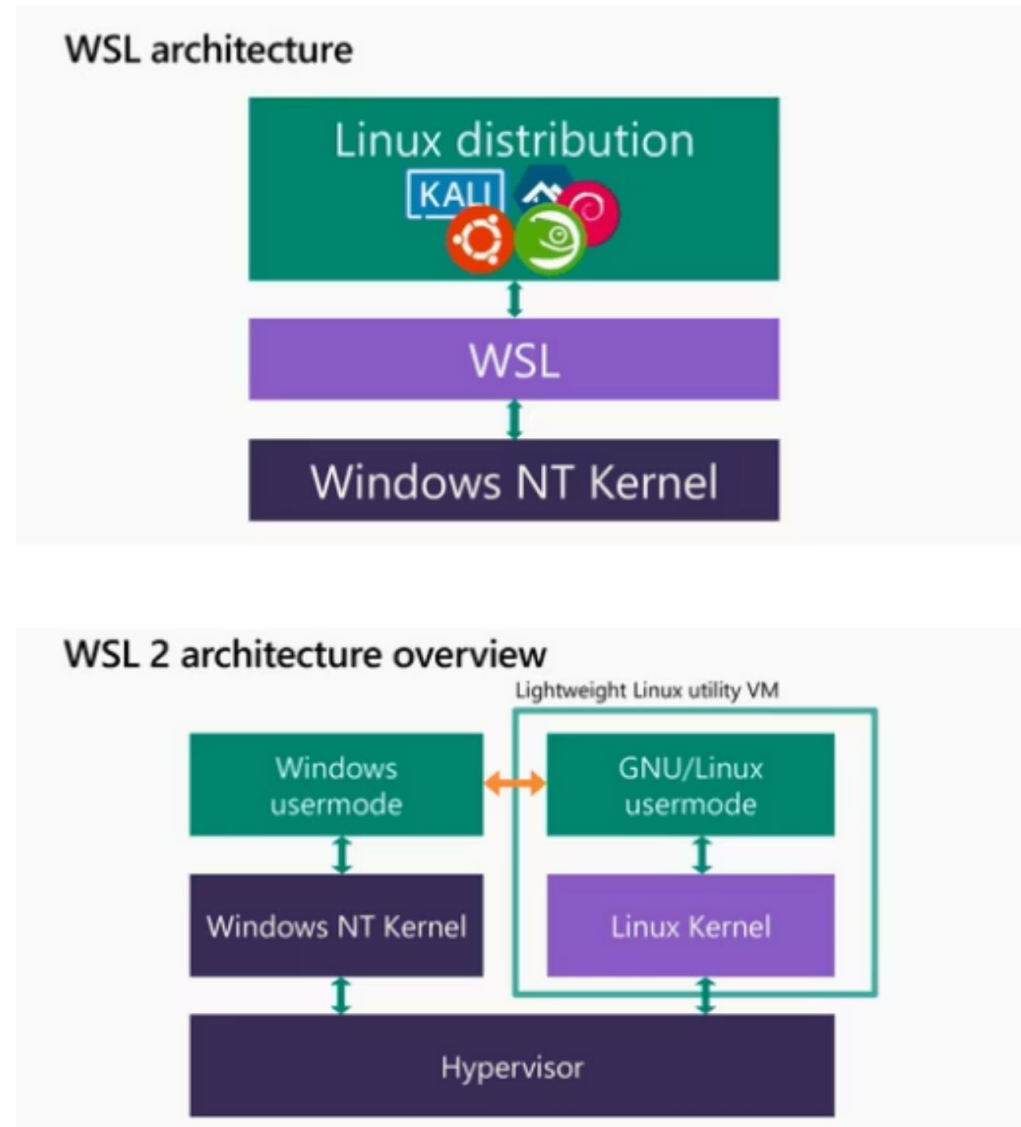 WSL architecture
Linux distribution
KALI
WSL
Windows NT Kernel
WSL 2 architecture overview
Lightweight Linux utility VM
Windows
usermode
GNU/Linux
usermode
Windows NT Kernel
Linux Kernel
Hypervisor